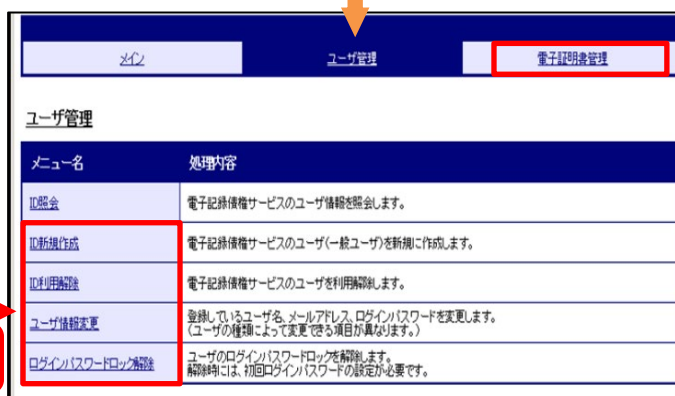 メイン ユーザ管理 電子証明書管理
ユーザ管理
メニュー名 処理内容
ID照会 電子記録債権サービスのユーザ情報を照会します。
ID新規作成 電子記録債権サービスのユーザ(一般ユーザ)を新規に作成します。
ID利用解除 電子記録債権サービスのユーザを利用解除します。
ユーザ情報変更 登録しているユーザ名、メールアドレス、ログインパスワードを変更します。
(ユーザの種類によって変更できる項目が異なります。)
ログインパスワードロック解除 ユーザのログインパスワードロックを解除します。
解除時には、初回ログインパスワードの設定が必要です。